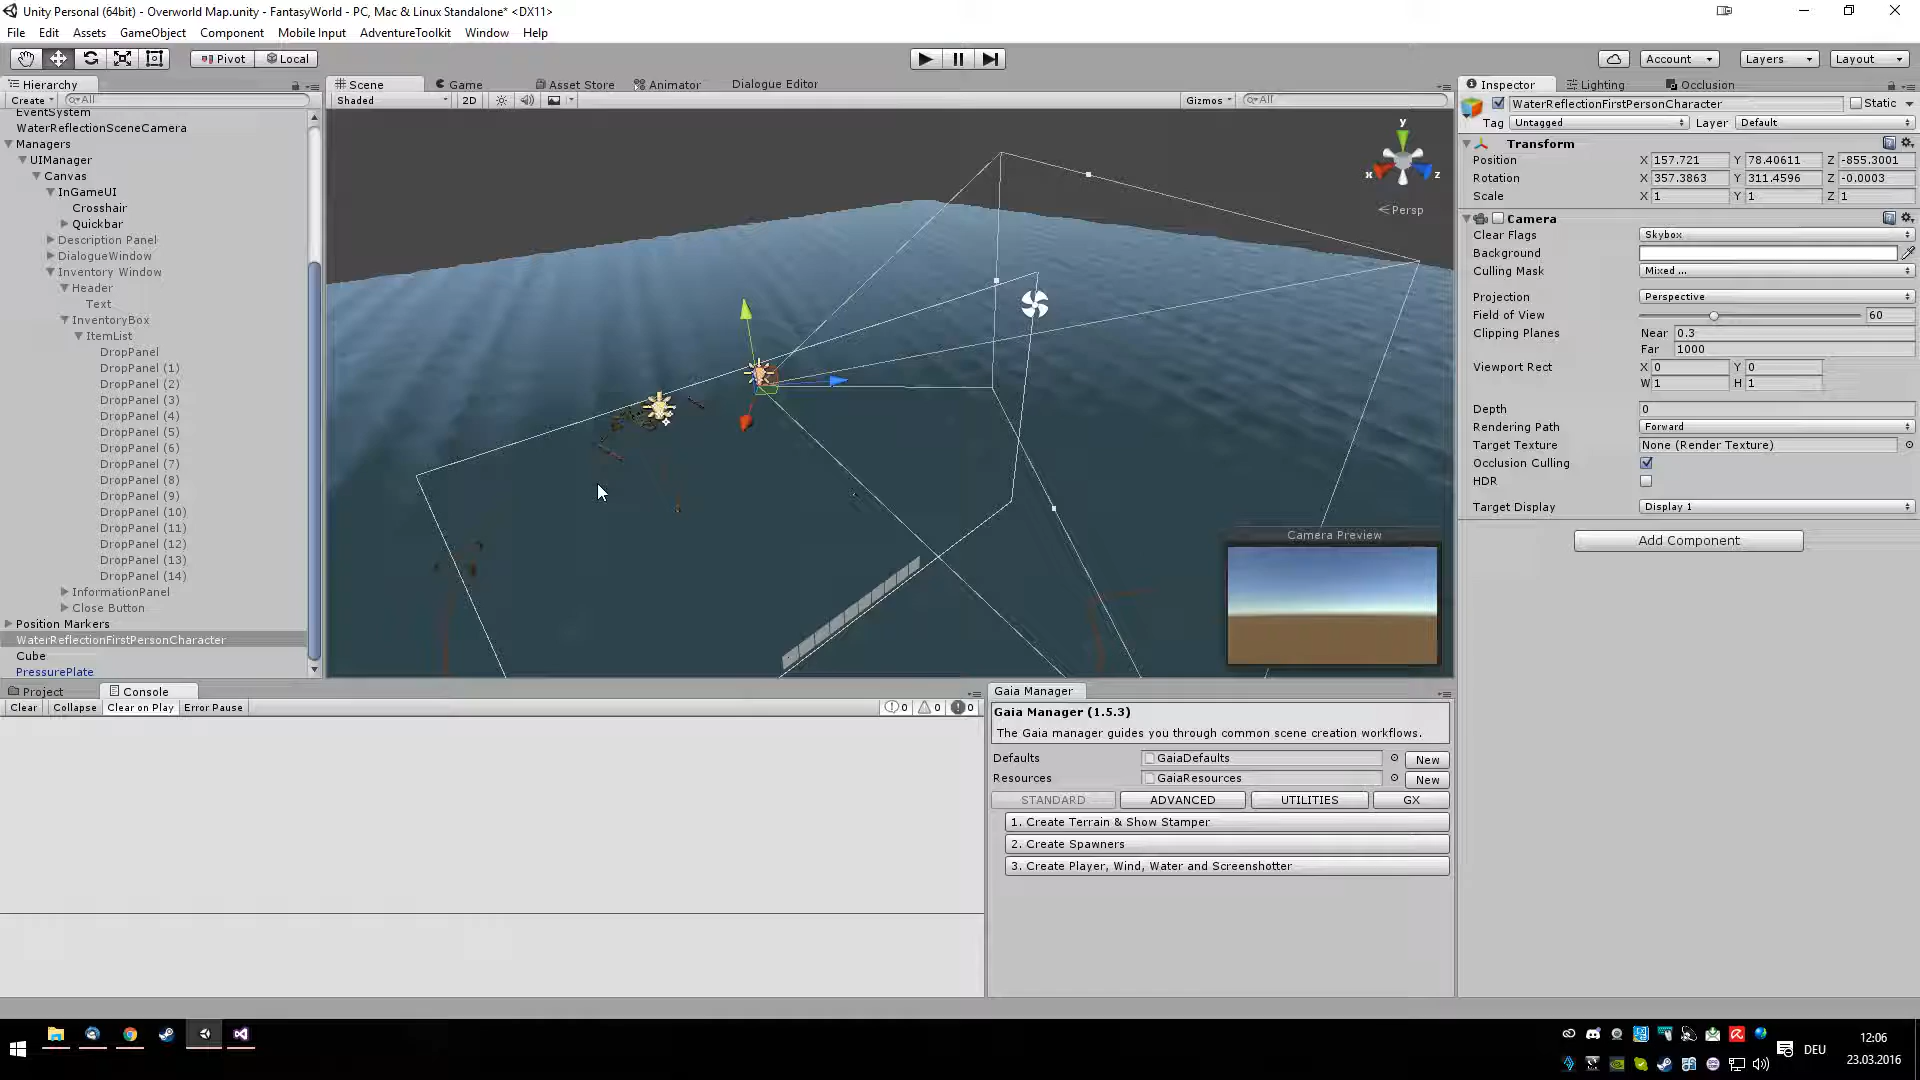 Unity Personal (64bit) - Overworld Map.unity - FantasyWorld - PC, Mac & Linux Standalone* <DX11>
File Edit Assets GameObject Component Mobile Input AdventureToolkit Window Help
Pivot Local Account Layers Layout
Hierarchy
Create All
EventSystem
WaterReflectionSceneCamera
Managers
UIManager
Canvas
InGameUI
Crosshair
Quickbar
Description Panel
DialogueWindow
Inventory Window
Header
Text
InventoryBox
ItemList
DropPanel
DropPanel (1)
DropPanel (2)
DropPanel (3)
DropPanel (4)
DropPanel (5)
DropPanel (6)
DropPanel (7)
DropPanel (8)
DropPanel (9)
DropPanel (10)
DropPanel (11)
DropPanel (12)
DropPanel (13)
DropPanel (14)
InformationPanel
Close Button
Position Markers
WaterReflectionFirstPersonCharacter
Cube
PressurePlate
Scene Game Asset Store Animator Dialogue Editor
Shaded 2D Gizmos All
y
x z
Persp
Camera Preview
Inspector Lighting Occlusion
WaterReflectionFirstPersonCharacter Static
Tag Untagged Layer Default
Transform
Position X 157.721 Y 78.40611 Z -855.3001
Rotation X 357.3863 Y 311.4596 Z -0.0003
Scale X 1 Y 1 Z 1
Camera
Clear Flags Skybox
Background
Culling Mask Mixed ...
Projection Perspective
Field of View 60
Clipping Planes Near 0.3
Far 1000
Viewport Rect X 0 Y 0
W 1 H 1
Depth 0
Rendering Path Forward
Target Texture None (Render Texture)
Occlusion Culling
HDR
Target Display Display 1
Add Component
Project Console
Clear Collapse Clear on Play Error Pause 0 0 0
Gaia Manager
Gaia Manager (1.5.3)
The Gaia manager guides you through common scene creation workflows.
Defaults GaiaDefaults New
Resources GaiaResources New
STANDARD ADVANCED UTILITIES GX
1. Create Terrain & Show Stamper
2. Create Spawners
3. Create Player, Wind, Water and Screenshotter
DEU
12:06
23.03.2016